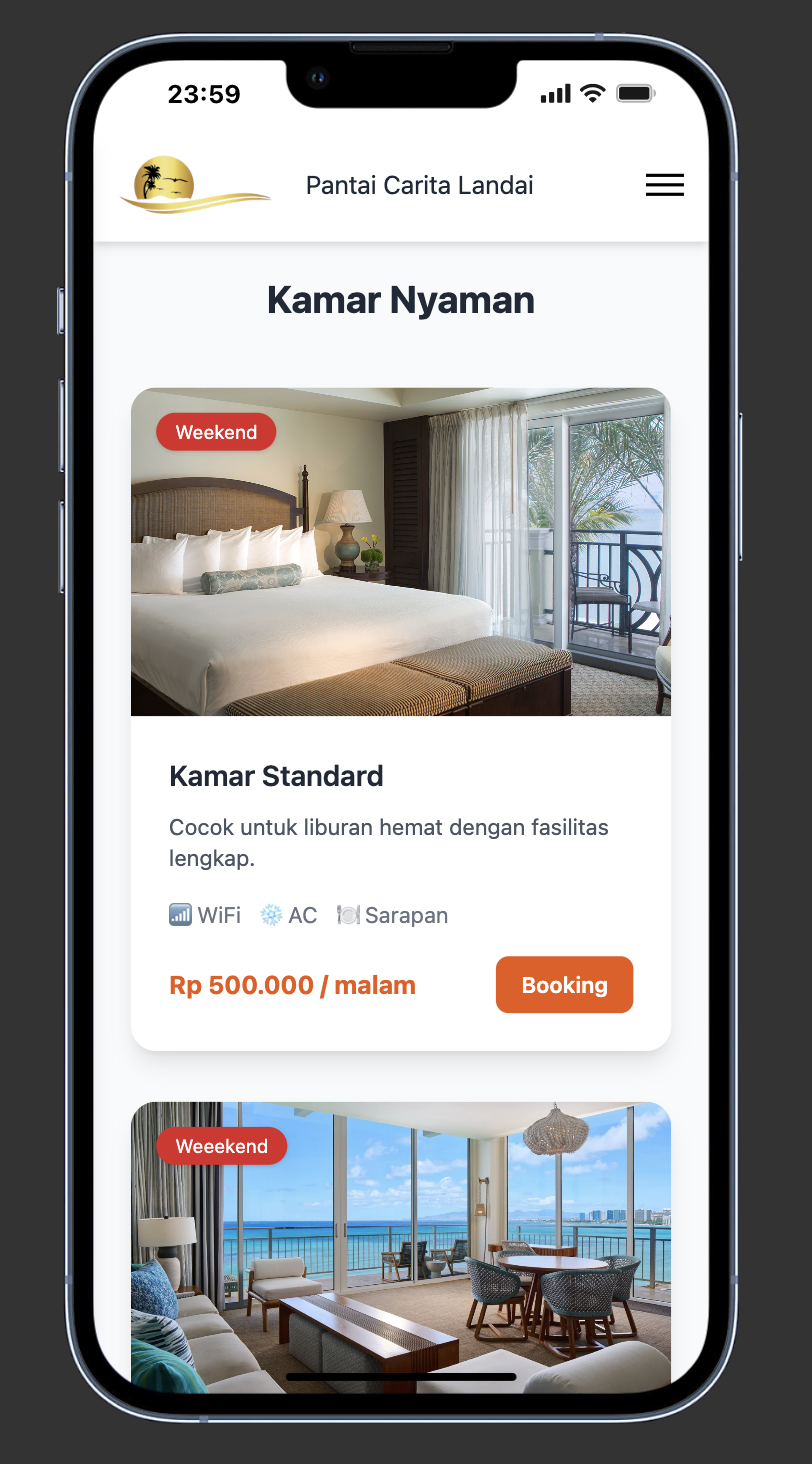 23:59
Pantai Carita Landai
Kamar Nyaman
Weekend
Kamar Standard
Cocok untuk liburan hemat dengan fasilitas
lengkap.
WiFi AC Sarapan
Rp 500.000 / malam
Booking
Weeekend